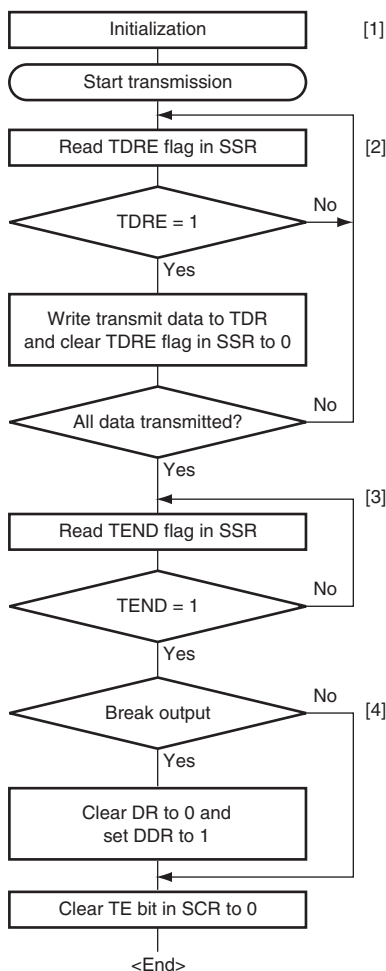 Initialization
[1]
Start transmission
Read TDRE flag in SSR
[2]
TDRE = 1
No
Yes
Write transmit data to TDR
and clear TDRE flag in SSR to 0
All data transmitted?
No
Yes
[3]
Read TEND flag in SSR
TEND = 1
No
Yes
Break output
No
[4]
Yes
Clear DR to 0 and
set DDR to 1
Clear TE bit in SCR to 0
<End>